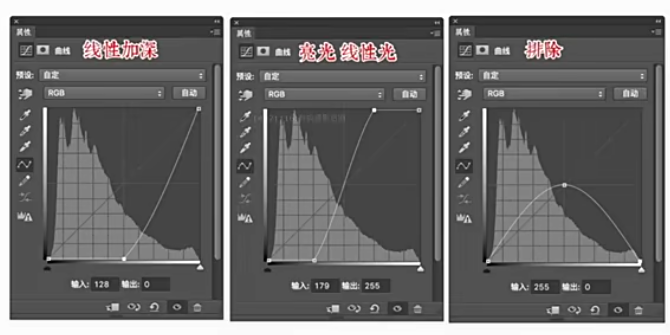 属性
线性加深
曲线
预设: 自定
RGB 自动
输入: 128 输出: 0
属性
亮光 线性光
曲线
预设: 自定
RGB 自动
输入: 179 输出: 255
属性
排除
曲线
预设: 自定
RGB 自动
输入: 255 输出: 0